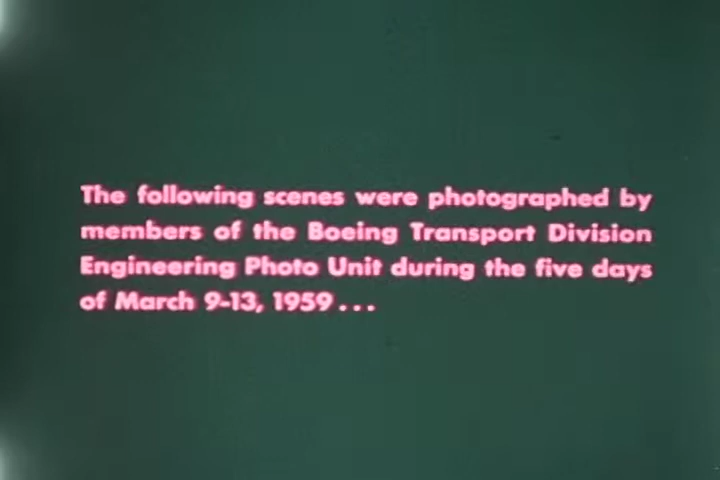 The following scenes were photographed by
members of the Boeing Transport Division
Engineering Photo Unit during the five days
of March 9-13, 1959 . . .